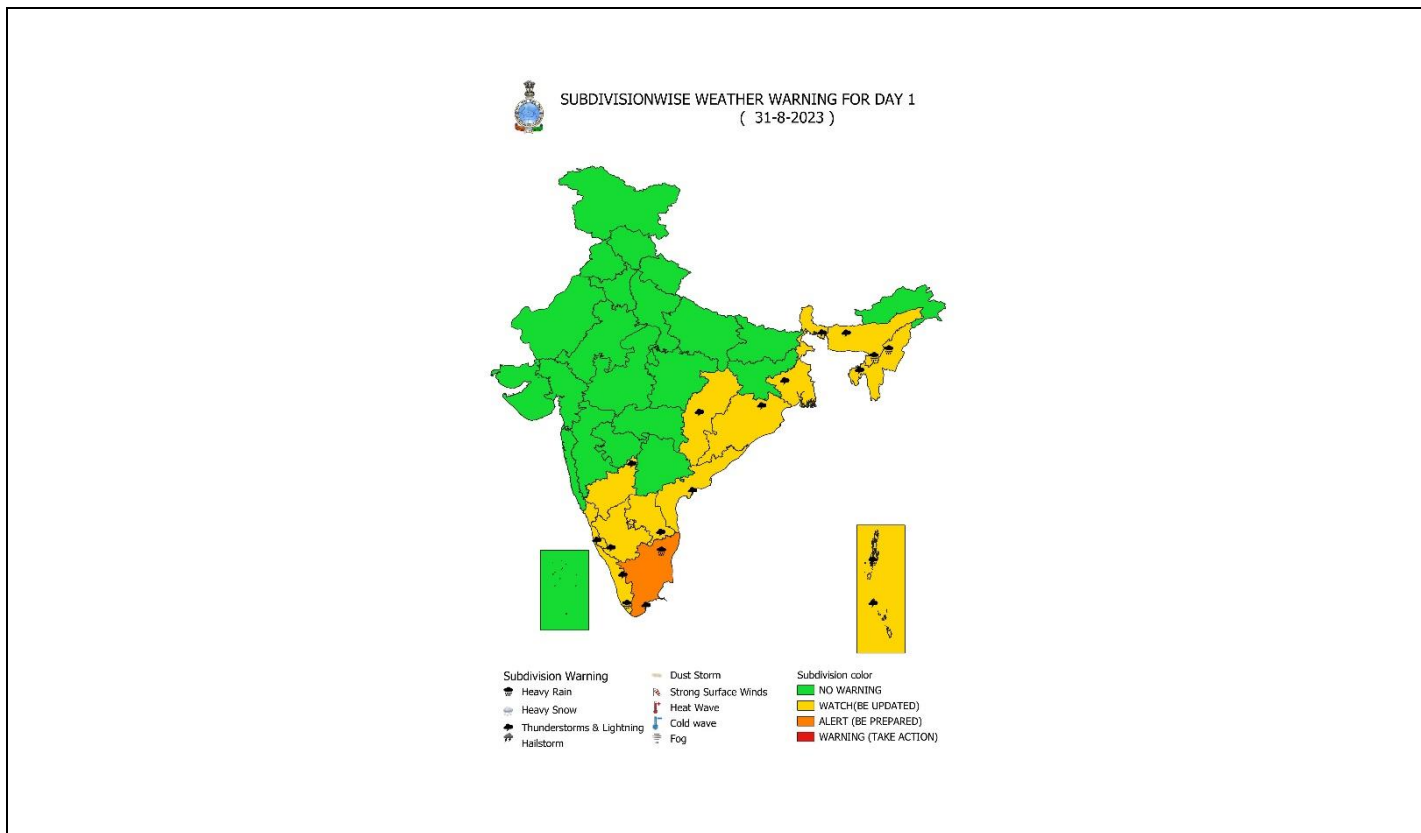 SUBDIVISIONWISE WEATHER WARNING FOR DAY 1
( 31-8-2023 )
Subdivision Warning
Heavy Rain
Heavy Snow
Thunderstorms & Lightning
Hailstorm
Dust Storm
Strong Surface Winds
Heat Wave
Cold wave
Fog
Subdivision color
NO WARNING
WATCH(BE UPDATED)
ALERT (BE PREPARED)
WARNING (TAKE ACTION)